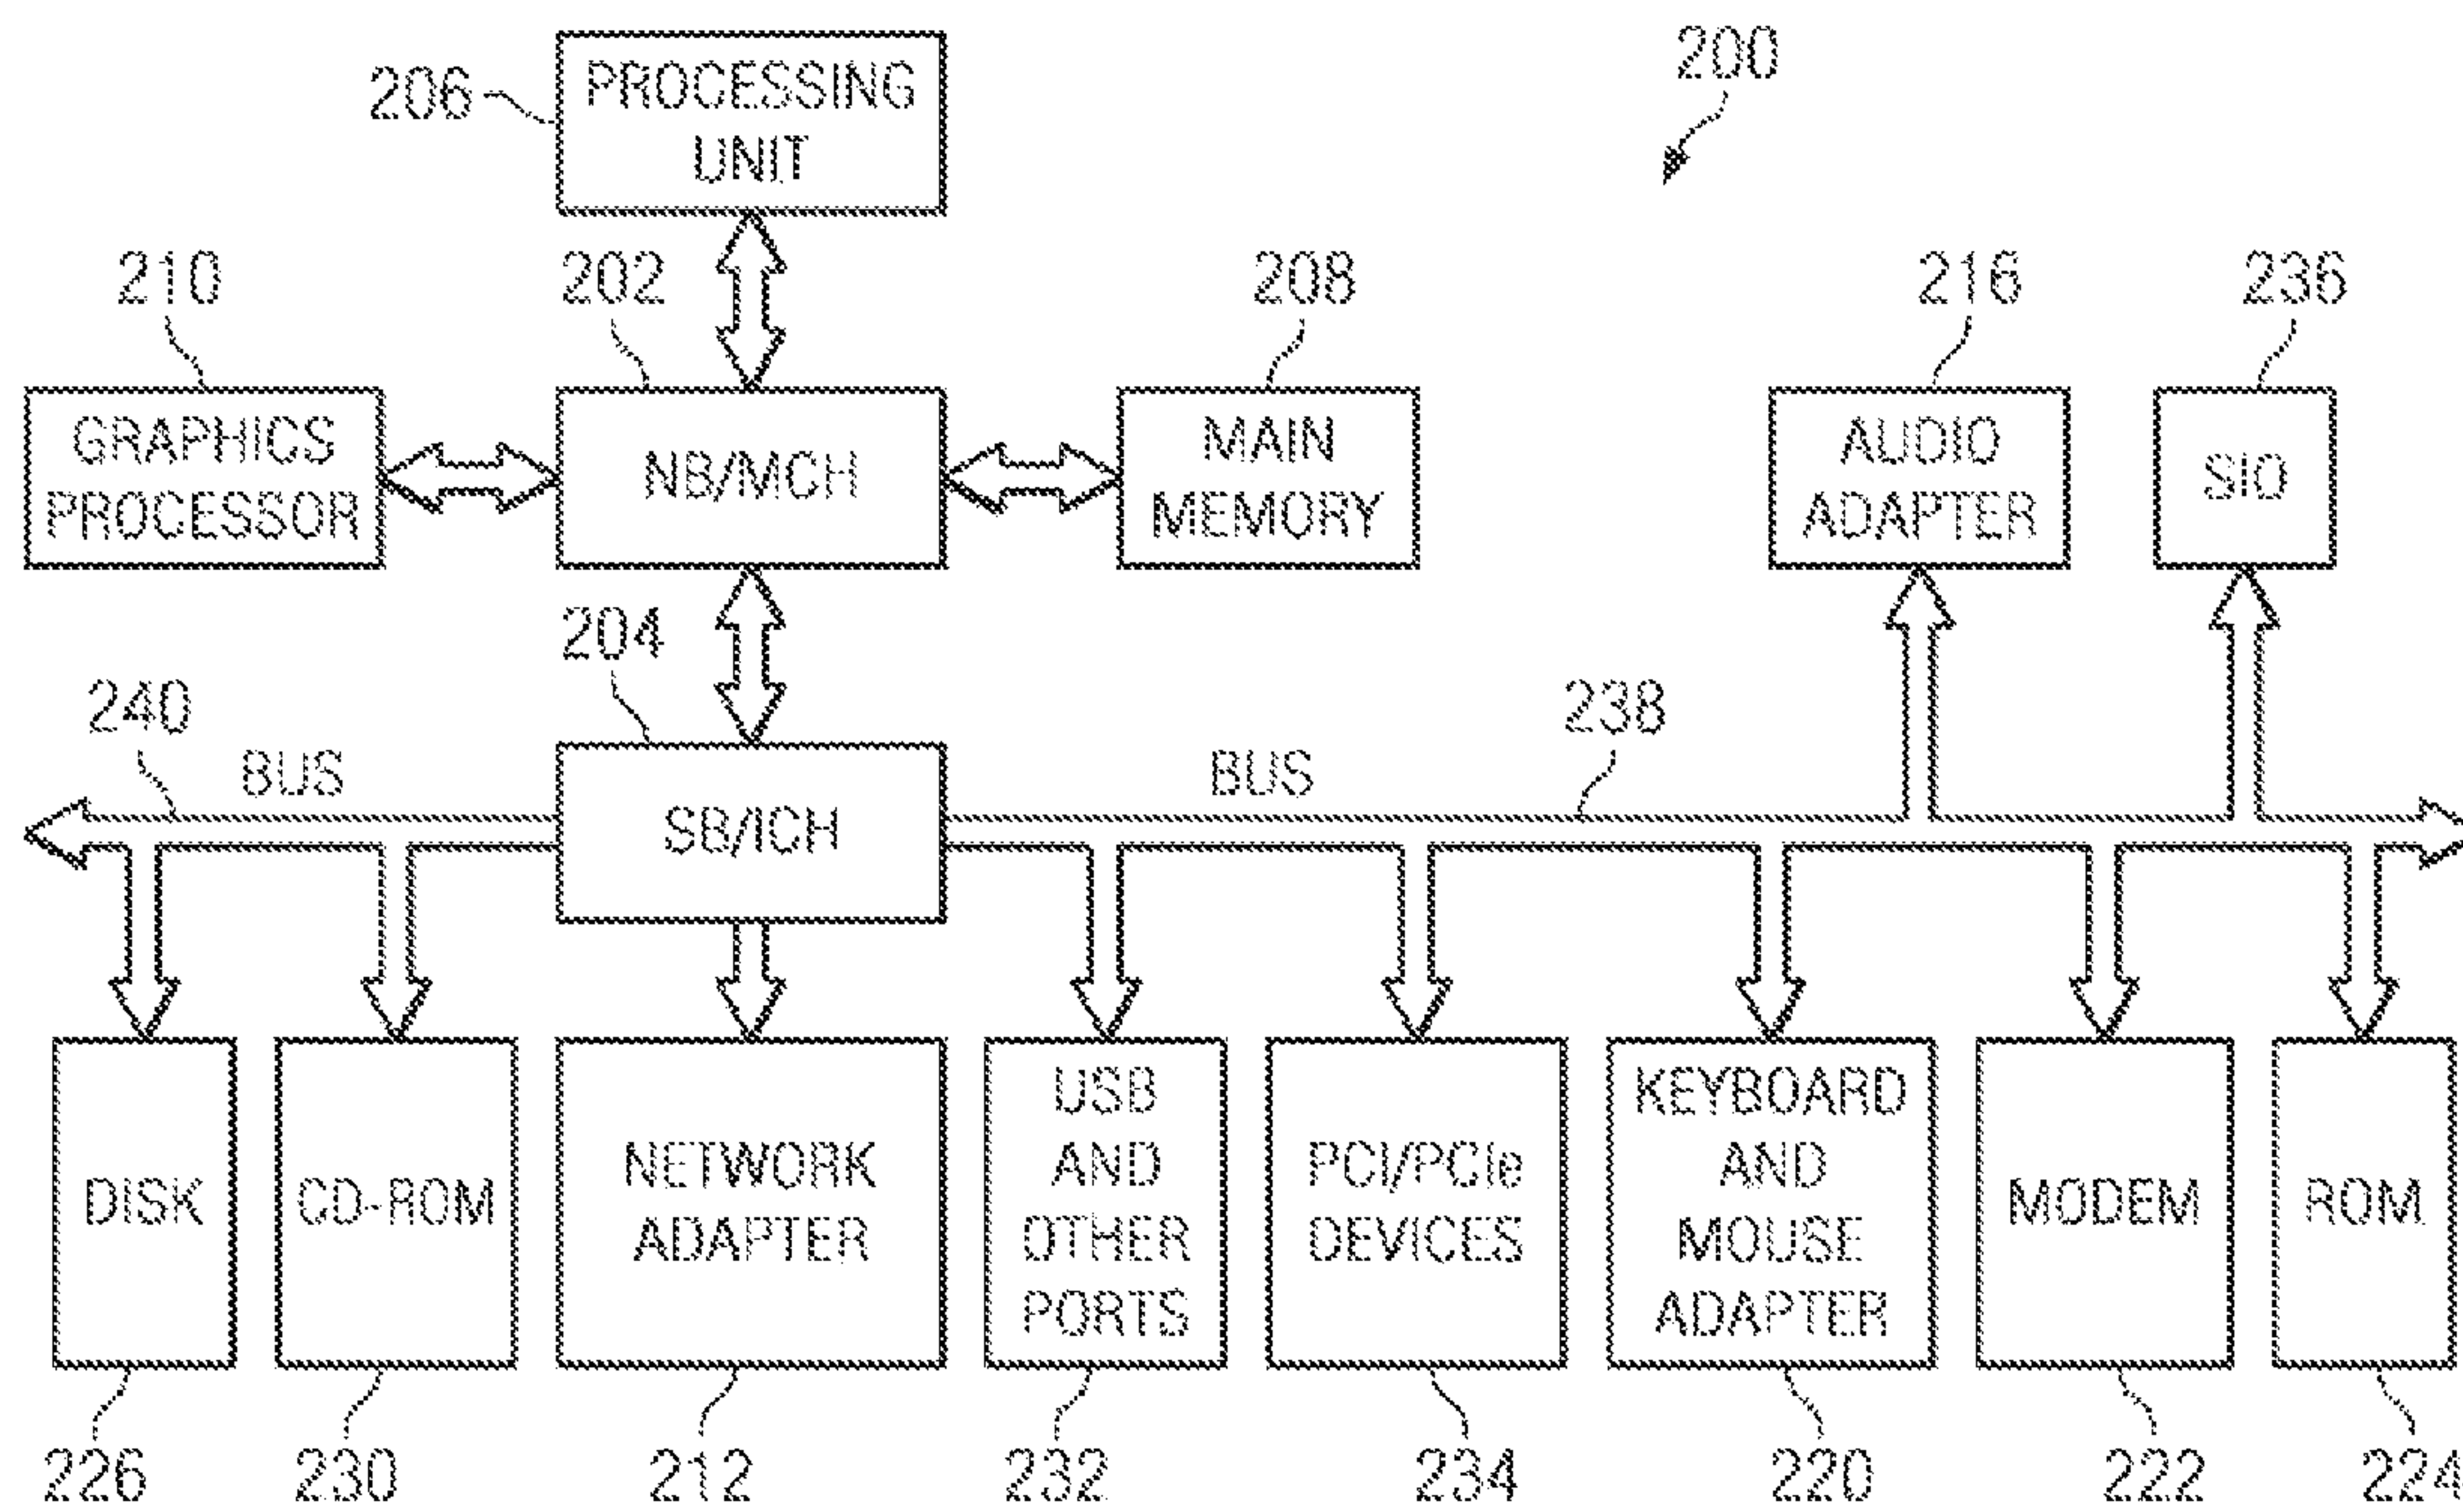 200
206
PROCESSING
UNIT
210
202
208
216
236
GRAPHICS
PROCESSOR
NB/MCH
MAIN
MEMORY
AUDIO
ADAPTER
SIO
204
240
BUS
238
BUS
SB/ICH
DISK
CD-ROM
NETWORK
ADAPTER
USB
AND
OTHER
PORTS
PCI/PCIe
DEVICES
KEYBOARD
AND
MOUSE
ADAPTER
MODEM
ROM
226
230
212
232
234
220
222
224